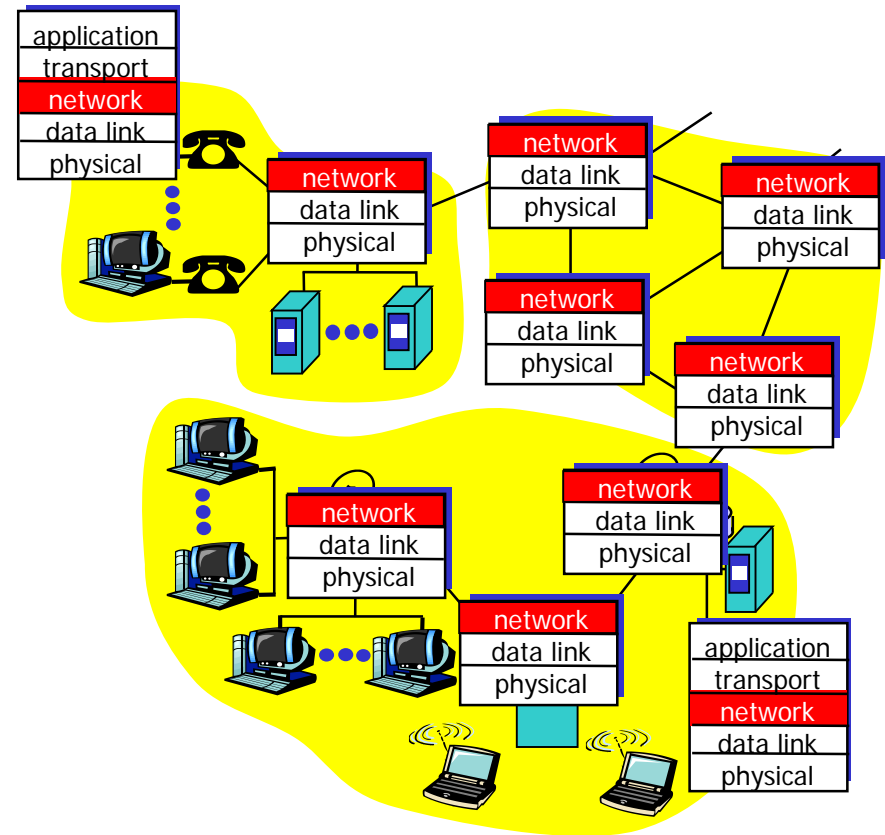 application
transport
network
data link
physical
network
data link
physical
network
data link
physical
network
data link
physical
network
data link
physical
network
data link
physical
network
data link
physical
network
data link
physical
network
data link
physical
application
transport
network
data link
physical